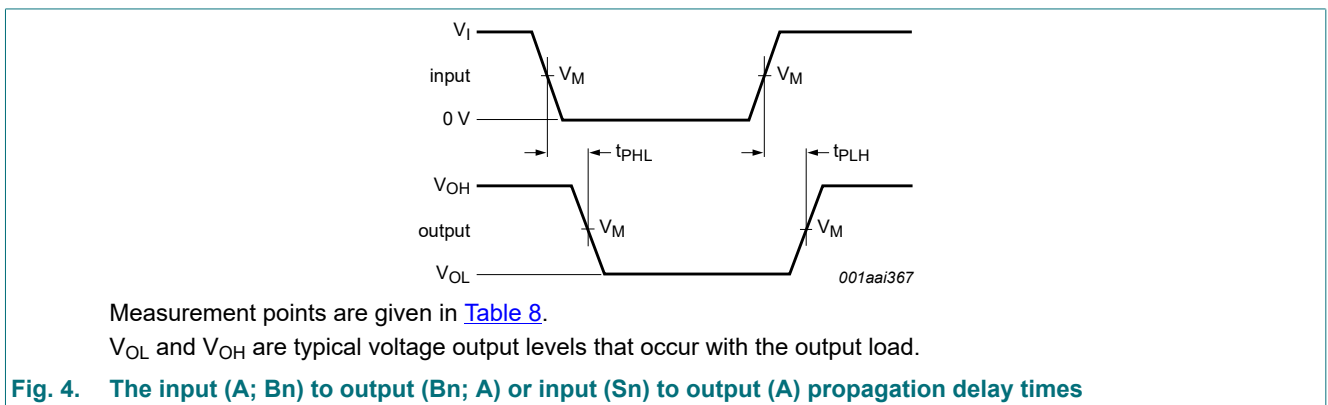 V_I
V_M
V_M
input
0 V
t_PHL
t_PLH
V_OH
V_M
V_M
output
V_OL
001aai367
Measurement points are given in Table 8.
V_OL and V_OH are typical voltage output levels that occur with the output load.
Fig. 4. The input (A; Bn) to output (Bn; A) or input (Sn) to output (A) propagation delay times